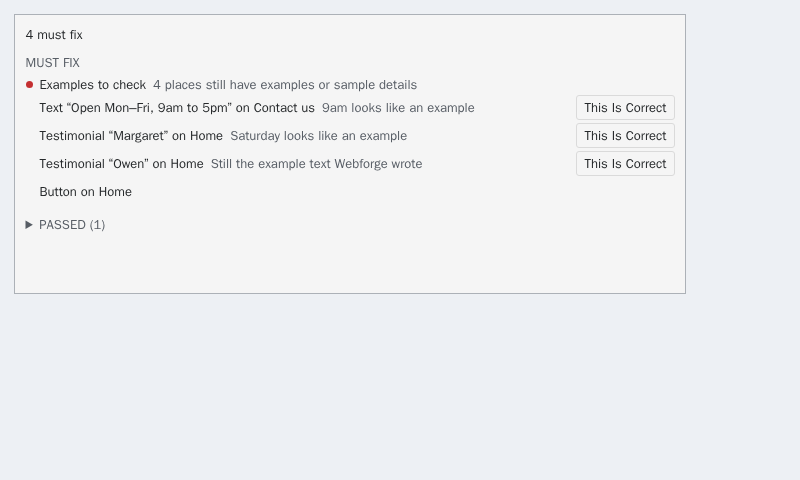 4 must fix
MUST FIX
Examples to check 4 places still have examples or sample details
Text “Open Mon–Fri, 9am to 5pm” on Contact us 9am looks like an example This Is Correct
Testimonial “Margaret” on Home Saturday looks like an example This Is Correct
Testimonial “Owen” on Home Still the example text Webforge wrote This Is Correct
Button on Home
PASSED (1)